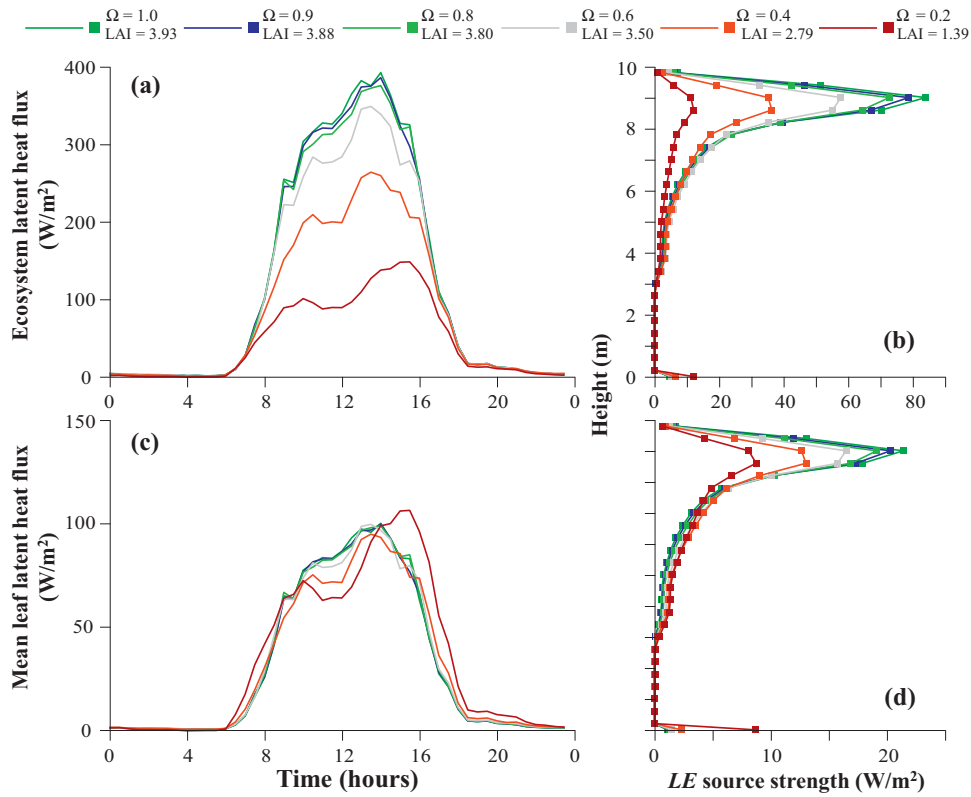 Ω = 1.0 Ω = 0.9 Ω = 0.8 Ω = 0.6 Ω = 0.4 Ω = 0.2
LAI = 3.93 LAI = 3.88 LAI = 3.80 LAI = 3.50 LAI = 2.79 LAI = 1.39
(a)
Ecosystem latent heat flux
(W/m²)
400
300
200
100
0
0 4 8 12 16 20 0
(b)
Height (m)
10
8
6
4
2
0
0 20 40 60 80
(c)
Mean leaf latent heat flux
(W/m²)
150
100
50
0
0 4 8 12 16 20 0
Time (hours)
(d)
0 10 20
LE source strength (W/m²)